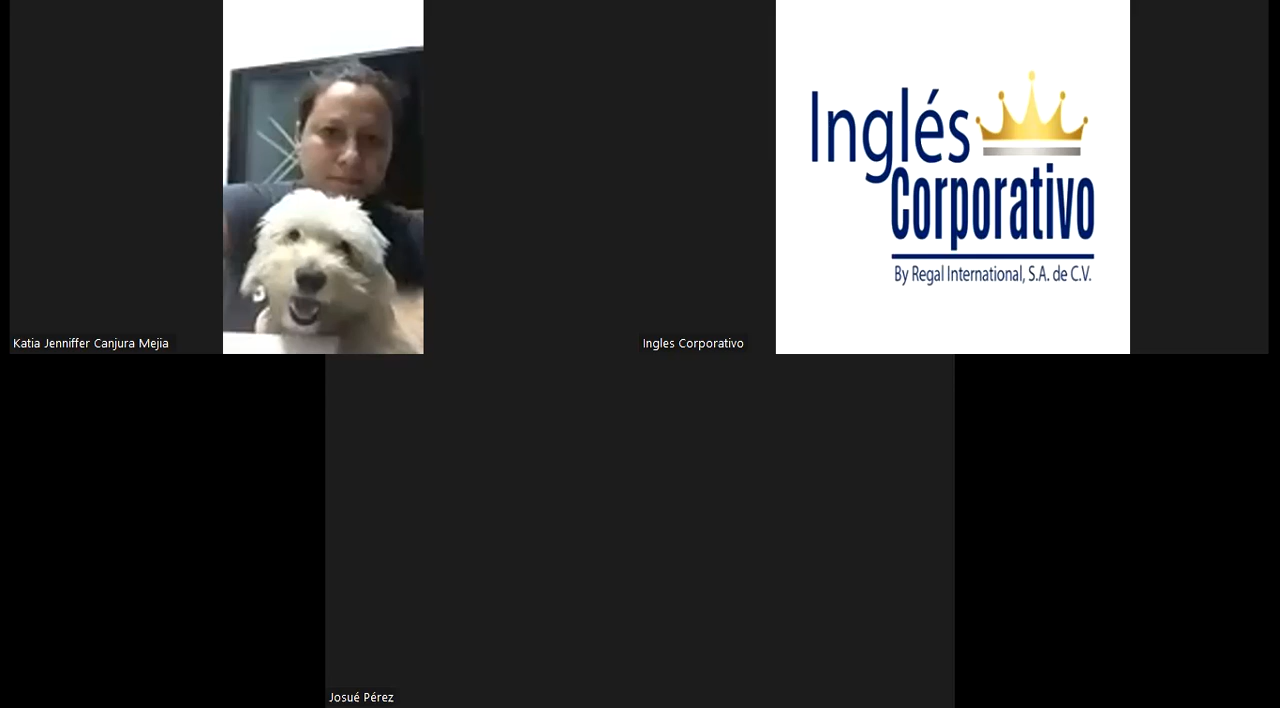 Inglés
Corporativo
By Regal International, S.A. de C.V.
Katia Jenniffer Canjura Mejia
Ingles Corporativo
Josué Pérez